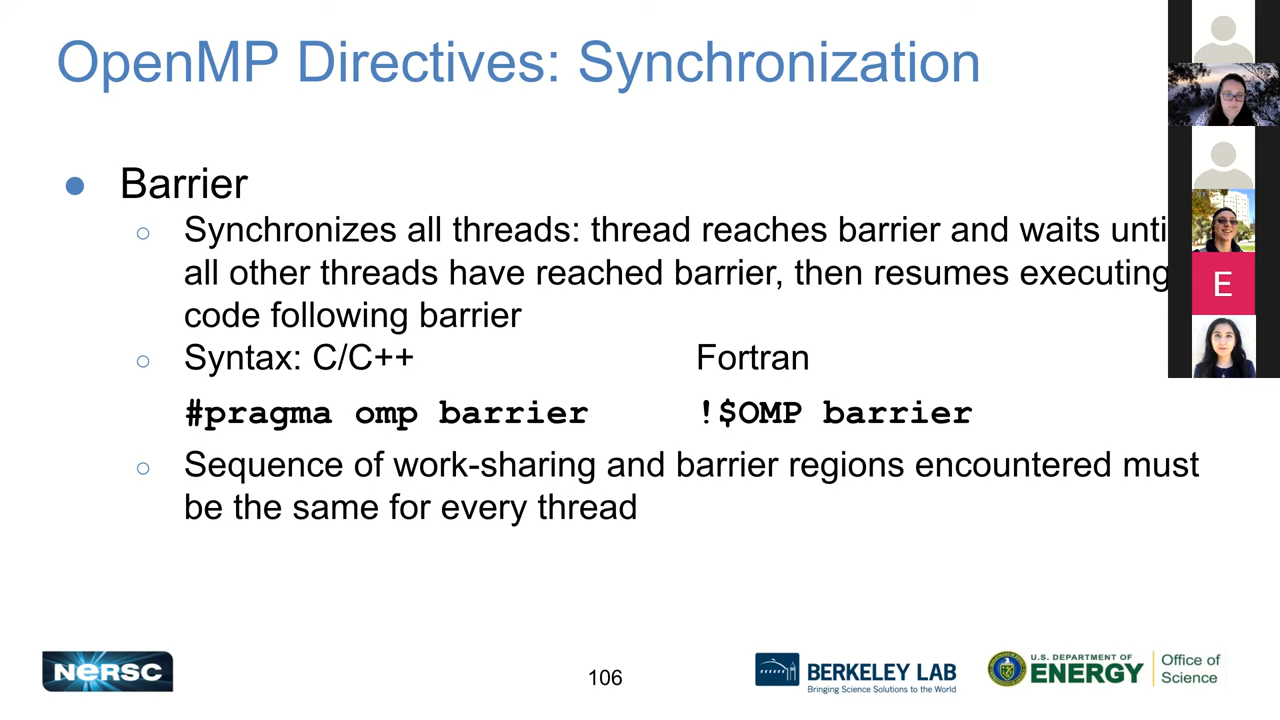 OpenMP Directives: Synchronization
Barrier
Synchronizes all threads: thread reaches barrier and waits unti
all other threads have reached barrier, then resumes executing
code following barrier
Syntax: C/C++ Fortran
#pragma omp barrier !$OMP barrier
Sequence of work-sharing and barrier regions encountered must
be the same for every thread
E
NERSC
106
BERKELEY LAB
Bringing Science Solutions to the World
U.S. DEPARTMENT OF
ENERGY
Office of
Science